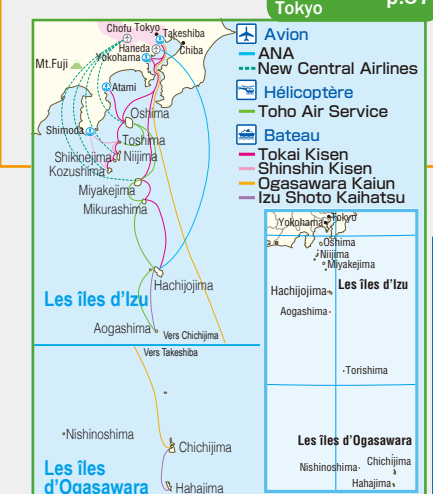 Tokyo
p.37
Chofu
Tokyo
Takeshiba
Haneda
Chiba
Yokohama
Mt.Fuji
Atami
Oshima
Shimoda
Toshima
Shikinejima
Niijima
Kozushima
Miyakejima
Mikurashima
Hachijojima
Les îles d'Izu
Aogashima
Vers Chichijima
Vers Takeshiba
Nishinoshima
Chichijima
Les îles
d'Ogasawara
Hahajima
Avion
ANA
New Central Airlines
Hélicoptère
Toho Air Service
Bateau
Tokai Kisen
Shinshin Kisen
Ogasawara Kaiun
Izu Shoto Kaihatsu
Yokohama
Tokyo
Oshima
Niijima
Miyakejima
Hachijojima
Les îles d'Izu
Aogashima
Torishima
Les îles d'Ogasawara
Nishinoshima
Chichijima
Hahajima